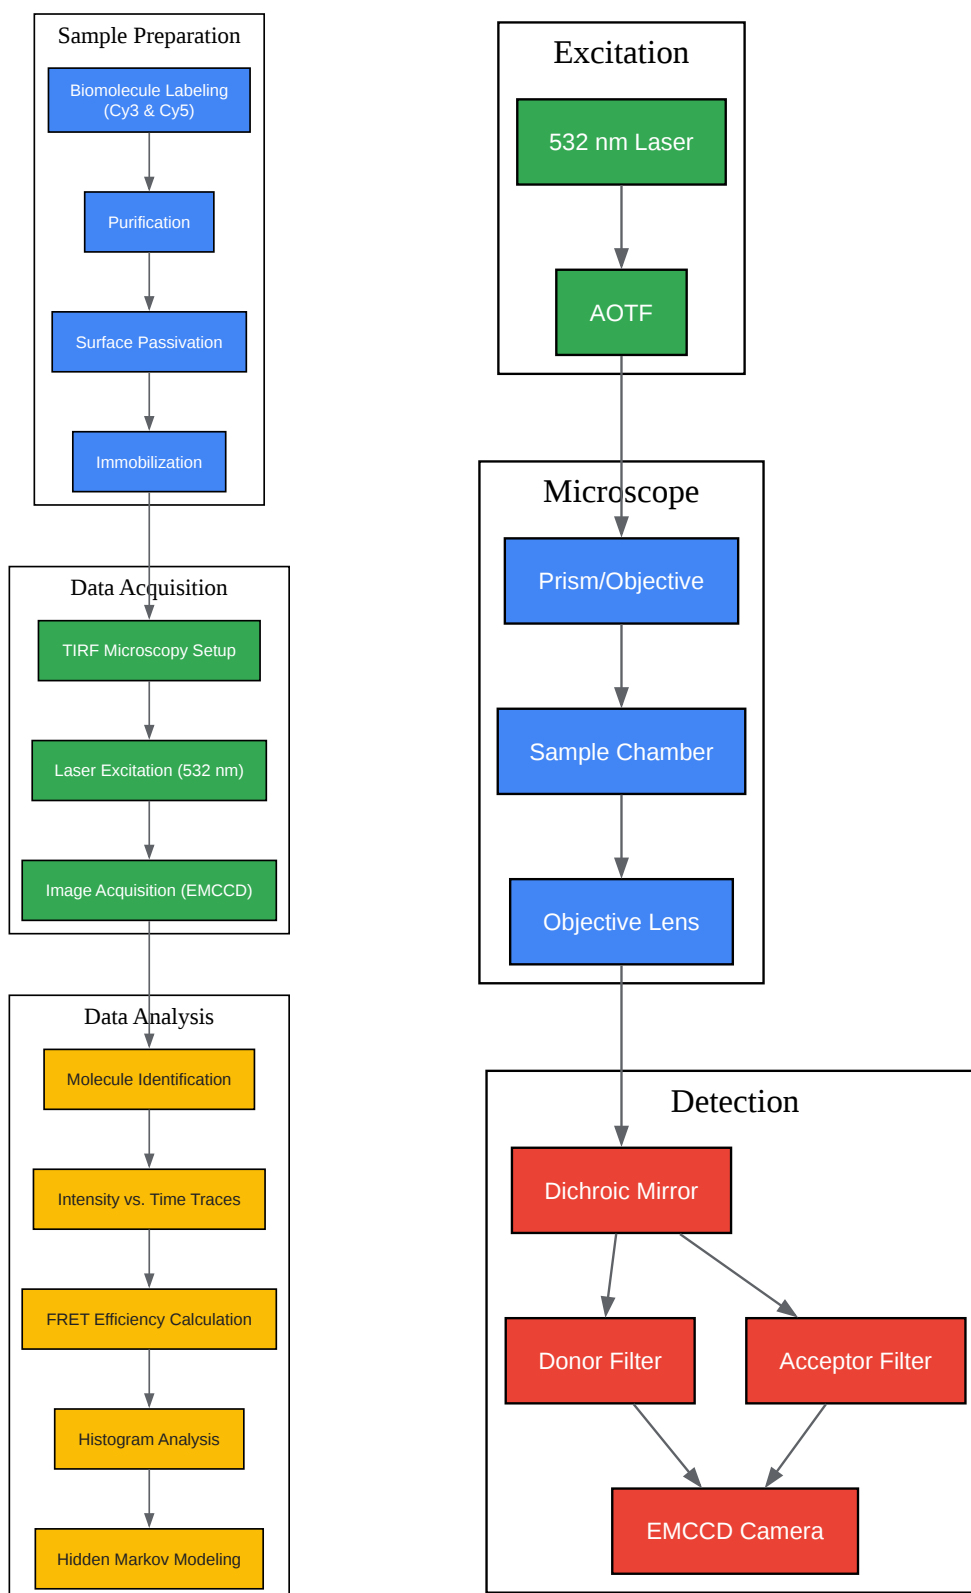 Sample Preparation
Biomolecule Labeling
(Cy3 & Cy5)
Purification
Surface Passivation
Immobilization
Data Acquisition
TIRF Microscopy Setup
Laser Excitation (532 nm)
Image Acquisition (EMCCD)
Data Analysis
Molecule Identification
Intensity vs. Time Traces
FRET Efficiency Calculation
Histogram Analysis
Hidden Markov Modeling
Excitation
532 nm Laser
AOTF
Microscope
Prism/Objective
Sample Chamber
Objective Lens
Detection
Dichroic Mirror
Donor Filter
Acceptor Filter
EMCCD Camera